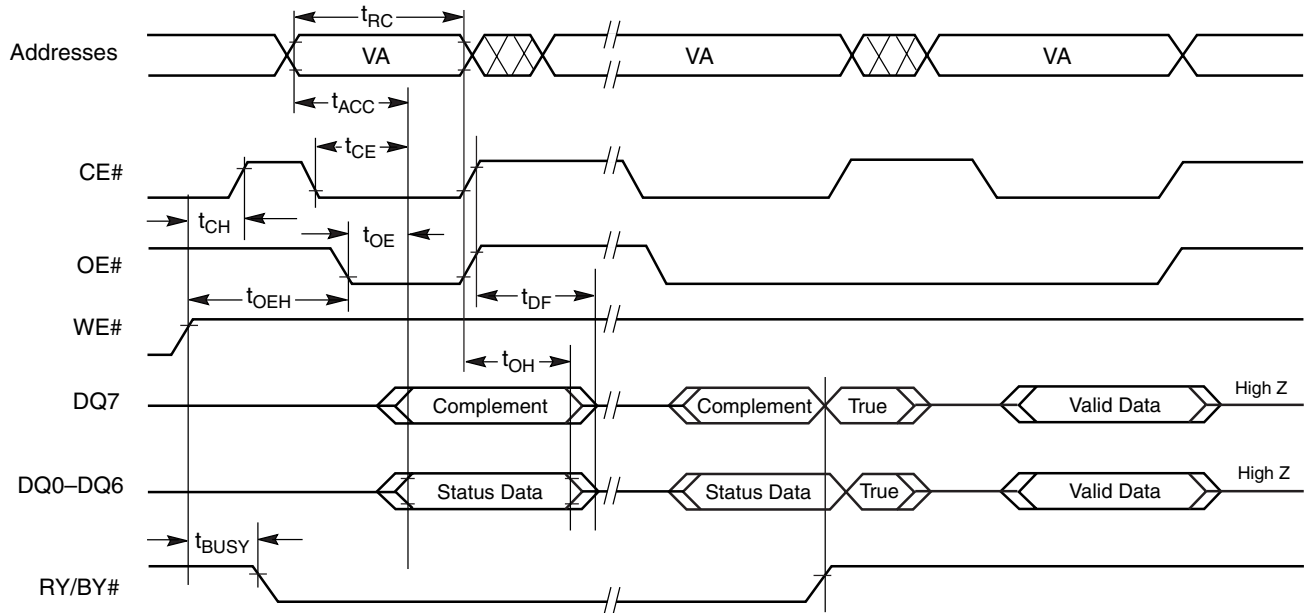 tRC
Addresses VA VA VA
tACC
tCE
CE#
tCH
tOE
OE#
tOEH tDF
WE#
tOH
DQ7 Complement Complement True Valid Data High Z
DQ0–DQ6 Status Data Status Data True Valid Data High Z
tBUSY
RY/BY#